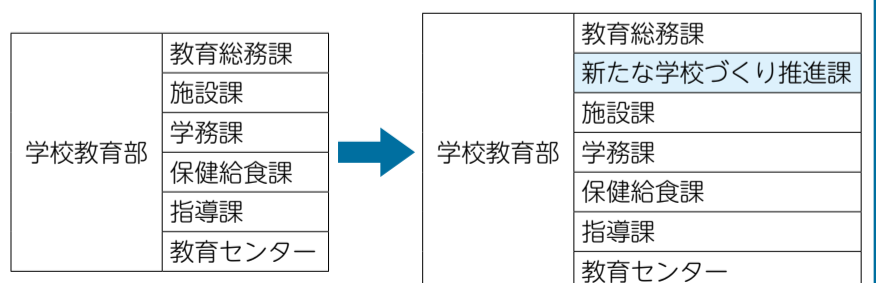 学校教育部
教育総務課
施設課
学務課
保健給食課
指導課
教育センター
学校教育部
教育総務課
新たな学校づくり推進課
施設課
学務課
保健給食課
指導課
教育センター